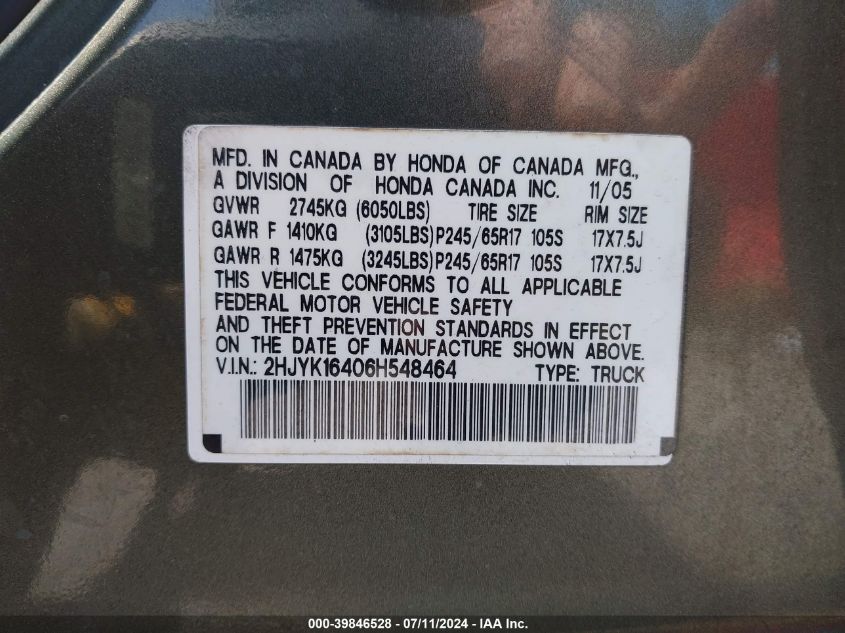 MFD. IN CANADA BY HONDA OF CANADA MFG.,
A DIVISION OF HONDA CANADA INC. 11/05
GVWR 2745KG (6050LBS) TIRE SIZE RIM SIZE
GAWR F 1410KG (3105LBS) P245/65R17 105S 17X7.5J
GAWR R 1475KG (3245LBS) P245/65R17 105S 17X7.5J
THIS VEHICLE CONFORMS TO ALL APPLICABLE
FEDERAL MOTOR VEHICLE SAFETY
AND THEFT PREVENTION STANDARDS IN EFFECT
ON THE DATE OF MANUFACTURE SHOWN ABOVE.
V.I.N.: 2HJYK16406H548464 TYPE: TRUCK
000-39846528 - 07/11/2024 - IAA Inc.